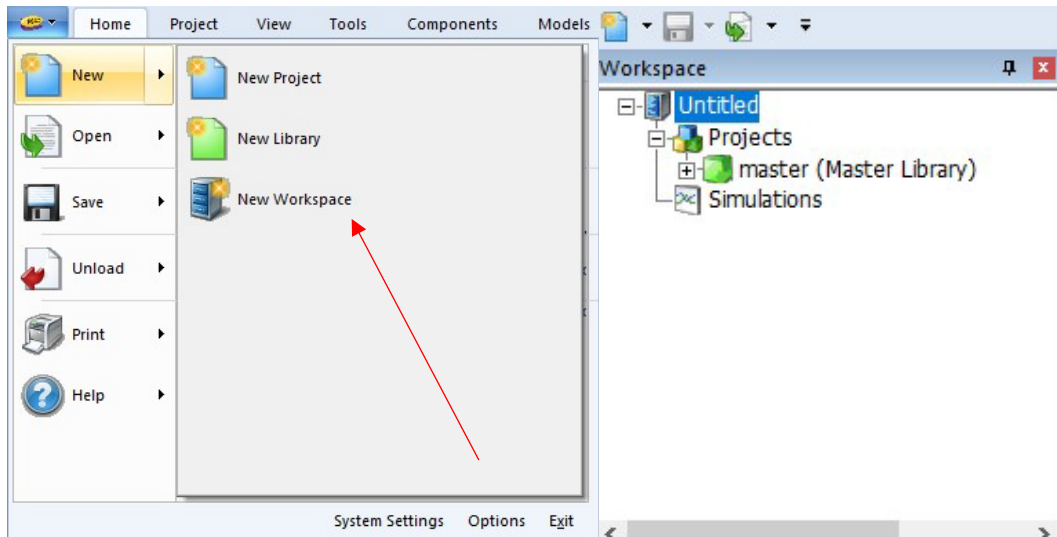 Home Project View Tools Components Models
New
Open
Save
Unload
Print
Help
New Project
New Library
New Workspace
System Settings Options Exit
Workspace
Untitled
Projects
master (Master Library)
Simulations